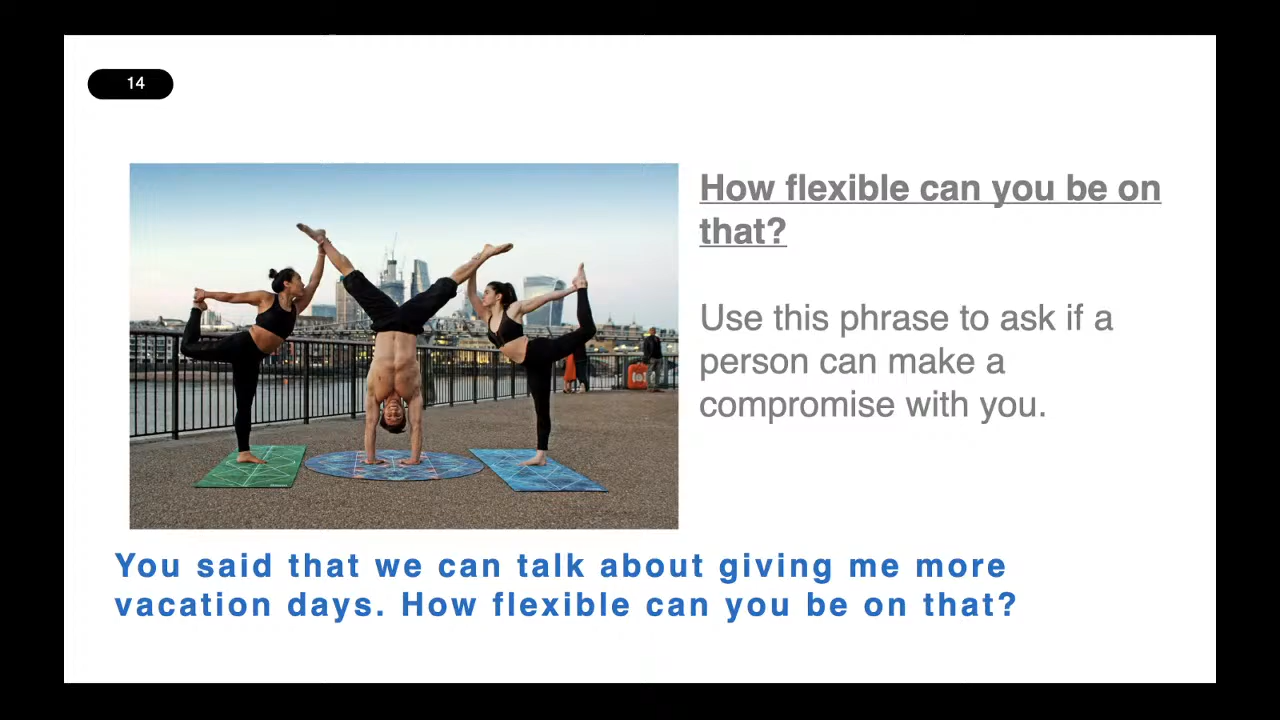 14
How flexible can you be on
that?
Use this phrase to ask if a
person can make a
compromise with you.
You said that we can talk about giving me more
vacation days. How flexible can you be on that?